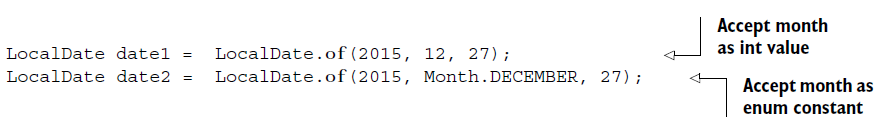 Accept month
as int value
LocalDate date1 =  LocalDate.of(2015, 12, 27);
LocalDate date2 =  LocalDate.of(2015, Month.DECEMBER, 27);
Accept month as
enum constant